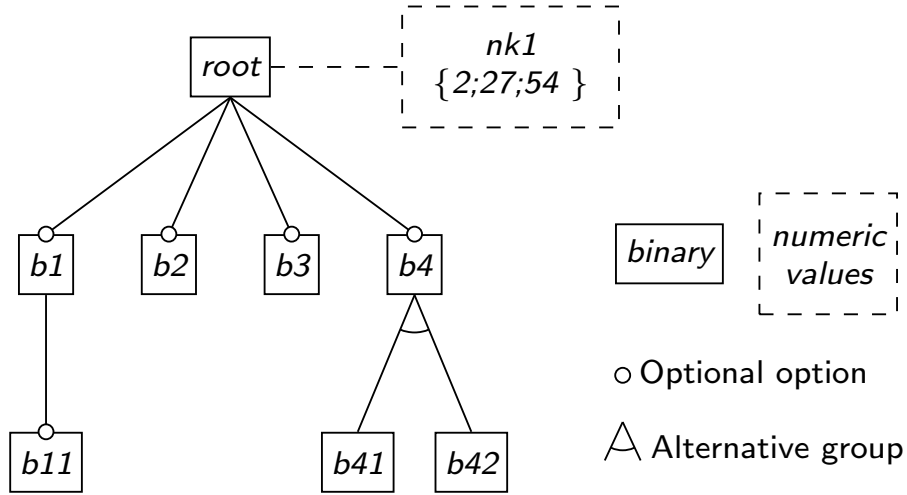 root
nk1
{2;27;54 }
b1
b2
b3
b4
binary
numeric
values
Optional option
b11
b41
b42
Alternative group